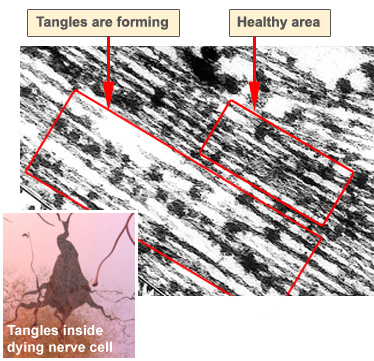 Tangles are forming
Healthy area
Tangles inside
dying nerve cell